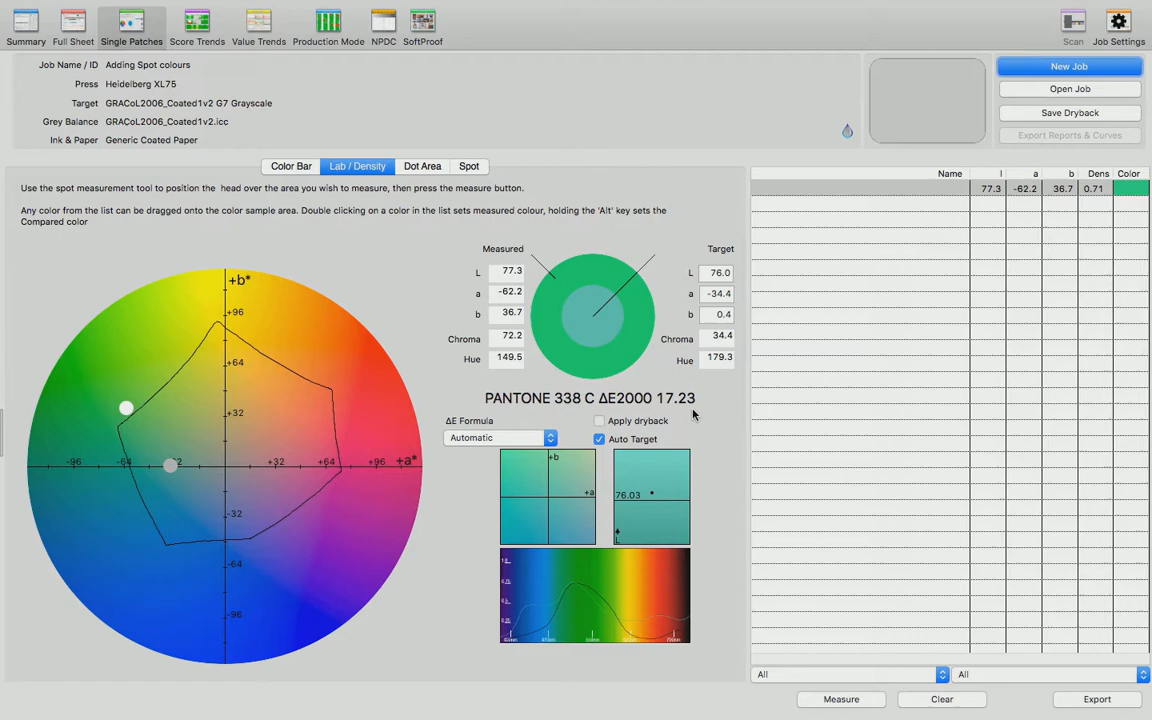 Summary Full Sheet Single Patches Score Trends Value Trends Production Mode NPDC SoftProof Scan Job Settings
Job Name / ID Adding Spot colours
Press Heidelberg XL75
Target GRACoL2006_Coated1v2 G7 Grayscale
Grey Balance GRACoL2006_Coated1v2.icc
Ink & Paper Generic Coated Paper
New Job
Open Job
Save Dryback
Export Reports & Curves
Color Bar Lab / Density Dot Area Spot
Use the spot measurement tool to position the head over the area you wish to measure, then press the measure button.
Any color from the list can be dragged onto the color sample area. Double clicking on a color in the list sets measured colour, holding the 'Alt' key sets the
Compared color
Name l a b Dens Color
77.3 -62.2 36.7 0.71
Measured Target
L 77.3 L 76.0
a -62.2 a -34.4
b 36.7 b 0.4
Chroma 72.2 Chroma 34.4
Hue 149.5 Hue 179.3
PANTONE 338 C ΔE2000 17.23
ΔE Formula Apply dryback
Automatic Auto Target
+b*
+96
+64
+32
-96 -64 -32 +32 +64 +96 +a*
-32
-64
-96
+b
+a
76.03
L
All All
Measure Clear Export